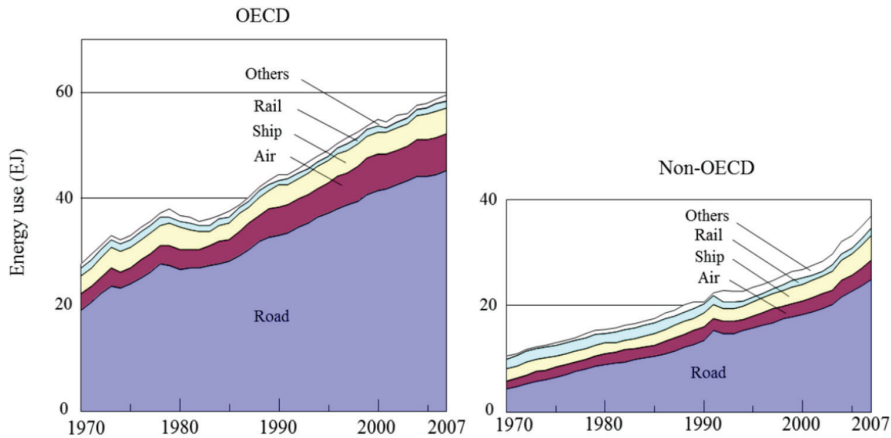 OECD
Energy use (EJ)
60
40
20
0
Others
Rail
Ship
Air
Road
1970 1980 1990 2000 2007
Non-OECD
40
20
0
Others
Rail
Ship
Air
Road
1970 1980 1990 2000 2007